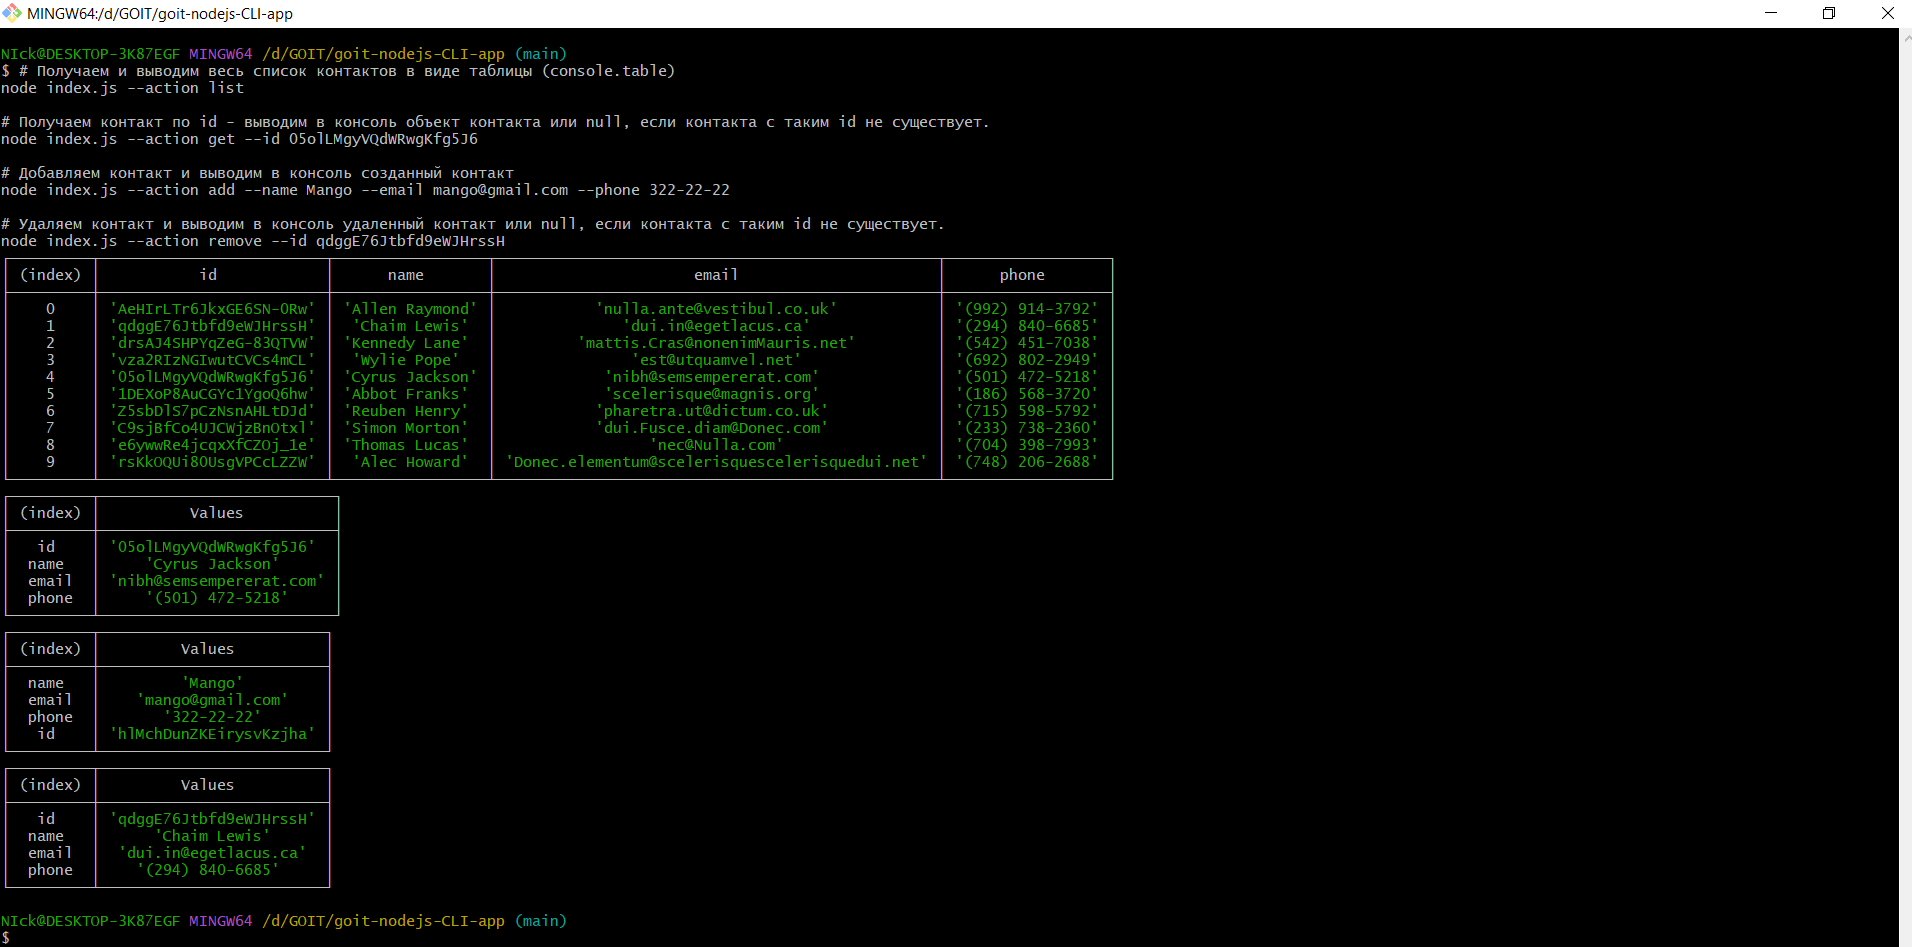 MINGW64:/d/GOIT/goit-nodejs-CLI-app
NIck@DESKTOP-3K87EGF MINGW64 /d/GOIT/goit-nodejs-CLI-app (main)
$ # Получаем и выводим весь список контактов в виде таблицы (console.table)
node index.js --action list
# Получаем контакт по id - выводим в консоль объект контакта или null, если контакта с таким id не существует.
node index.js --action get --id 05olLMgyVQdWRwgKfg5J6
# Добавляем контакт и выводим в консоль созданный контакт
node index.js --action add --name Mango --email mango@gmail.com --phone 322-22-22
# Удаляем контакт и выводим в консоль удаленный контакт или null, если контакта с таким id не существует.
node index.js --action remove --id qdggE76Jtbfd9eWJHrssH
(index) id name email phone
0 'AeHIrLTr6JkxGE6SN-0Rw' 'Allen Raymond' 'nulla.ante@vestibul.co.uk' '(992) 914-3792'
1 'qdggE76Jtbfd9eWJHrssH' 'Chaim Lewis' 'dui.in@egetlacus.ca' '(294) 840-6685'
2 'drsAJ4SHPYqZeG-83QTVW' 'Kennedy Lane' 'mattis.Cras@nonenimMauris.net' '(542) 451-7038'
3 'vza2RIzNGIwutCVCs4mCL' 'Wylie Pope' 'est@utquamvel.net' '(692) 802-2949'
4 '05olLMgyVQdWRwgKfg5J6' 'Cyrus Jackson' 'nibh@semsempererat.com' '(501) 472-5218'
5 '1DEXoP8AuCGYc1YgoQ6hw' 'Abbot Franks' 'scelerisque@magnis.org' '(186) 568-3720'
6 'Z5sbDlS7pCzNsnAHLtDJd' 'Reuben Henry' 'pharetra.ut@dictum.co.uk' '(715) 598-5792'
7 'C9sjBfCo4UJCWjzBnOtxl' 'Simon Morton' 'dui.Fusce.diam@Donec.com' '(233) 738-2360'
8 'e6ywwRe4jcqxXfCZOj_1e' 'Thomas Lucas' 'nec@Nulla.com' '(704) 398-7993'
9 'rsKkOQUi80UsgVPCcLZZW' 'Alec Howard' 'Donec.elementum@scelerisquescelerisquedui.net' '(748) 206-2688'
(index) Values
id '05olLMgyVQdWRwgKfg5J6'
name 'Cyrus Jackson'
email 'nibh@semsempererat.com'
phone '(501) 472-5218'
(index) Values
name 'Mango'
email 'mango@gmail.com'
phone '322-22-22'
id 'hlMchDunZKEirysvKzjha'
(index) Values
id 'qdggE76Jtbfd9eWJHrssH'
name 'Chaim Lewis'
email 'dui.in@egetlacus.ca'
phone '(294) 840-6685'
NIck@DESKTOP-3K87EGF MINGW64 /d/GOIT/goit-nodejs-CLI-app (main)
$